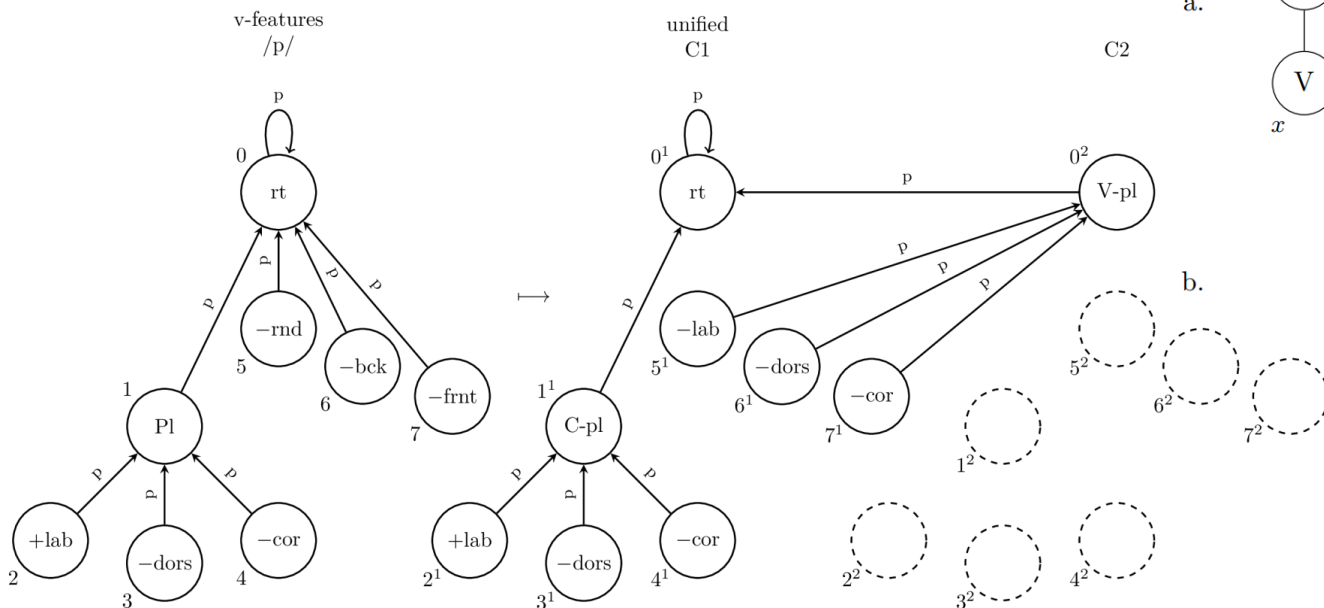 v-features
/p/
unified
C1
C2
a.
V
x
p
p
0
rt
0¹
rt
p
0²
V-pl
p
p
p
p
p
p
p
p
−rnd
5
−bck
6
−frnt
7
⟼
−lab
5¹
−dors
6¹
−cor
7¹
b.
5²
6²
7²
1
Pl
1¹
C-pl
1²
p
p
p
p
p
p
+lab
2
−dors
3
−cor
4
+lab
2¹
−dors
3¹
−cor
4¹
2²
3²
4²